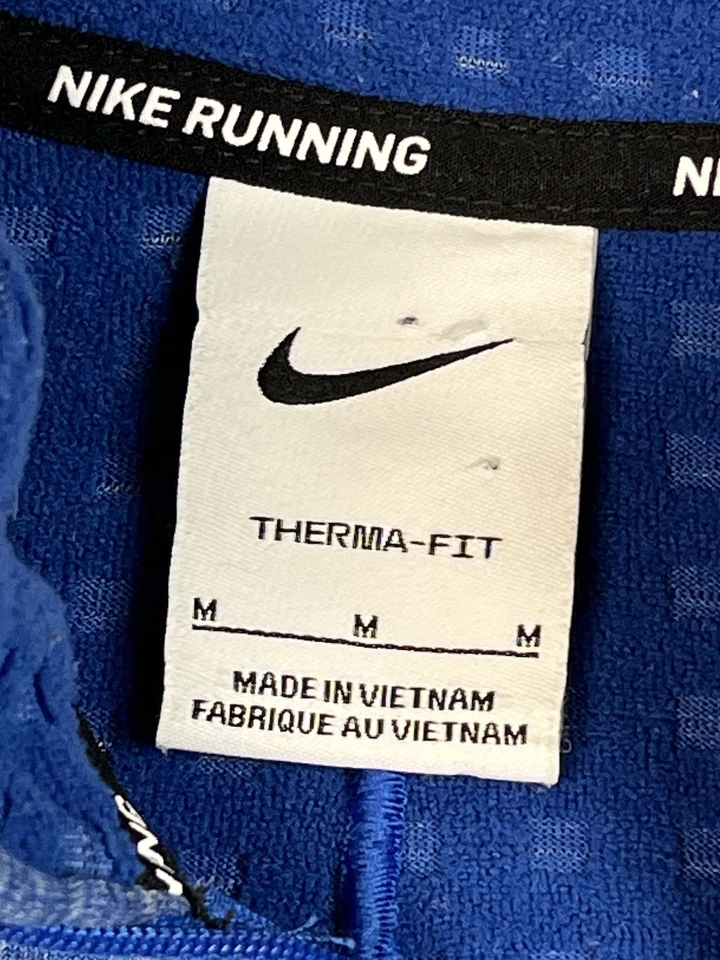 NIKE RUNNING
THERMA-FIT
M M M
MADE IN VIETNAM
FABRIQUE AU VIETNAM